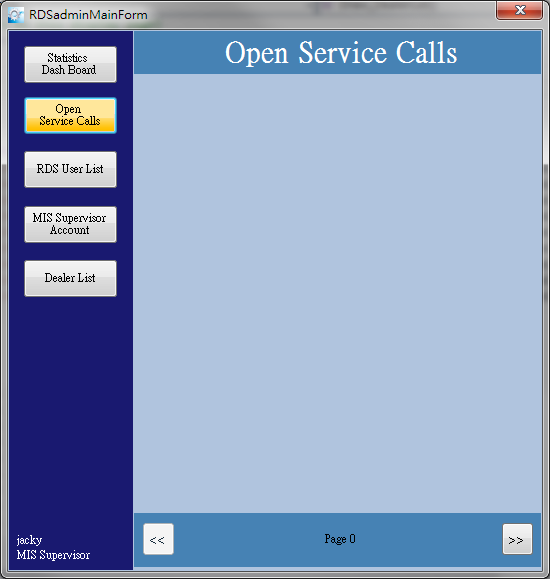 RDSadminMainForm
Open Service Calls
Statistics
Dash Board
Open
Service Calls
RDS User List
MIS Supervisor
Account
Dealer List
jacky
MIS Supervisor
<<
Page 0
>>